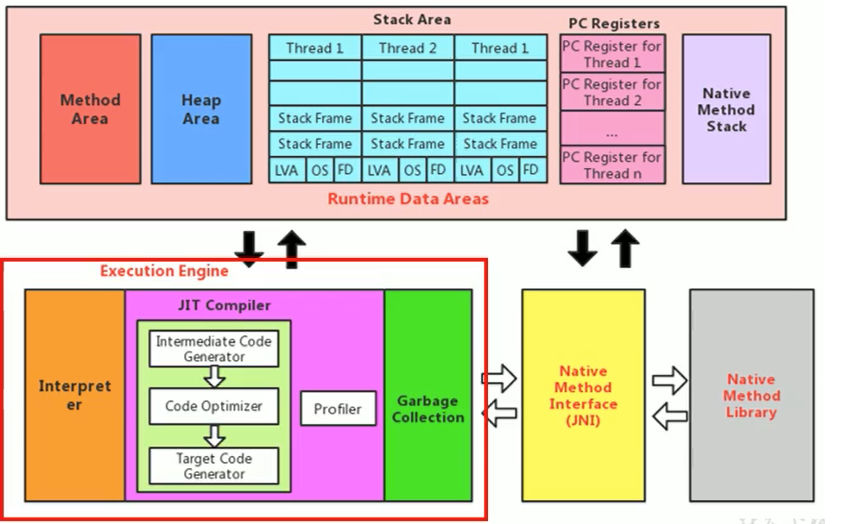 Stack Area
PC Registers
Method
Area
Heap
Area
Thread 1
Thread 2
Thread 1
Stack Frame
Stack Frame
Stack Frame
Stack Frame
Stack Frame
Stack Frame
LVA
OS
FD
LVA
OS
FD
LVA
OS
FD
PC Register for
Thread 1
PC Register for
Thread 2
...
PC Register for
Thread n
Native
Method
Stack
Runtime Data Areas
Execution Engine
Interpret
er
JIT Compiler
Intermediate Code
Generator
Code Optimizer
Target Code
Generator
Profiler
Garbage
Collection
Native
Method
Interface
(JNI)
Native
Method
Library